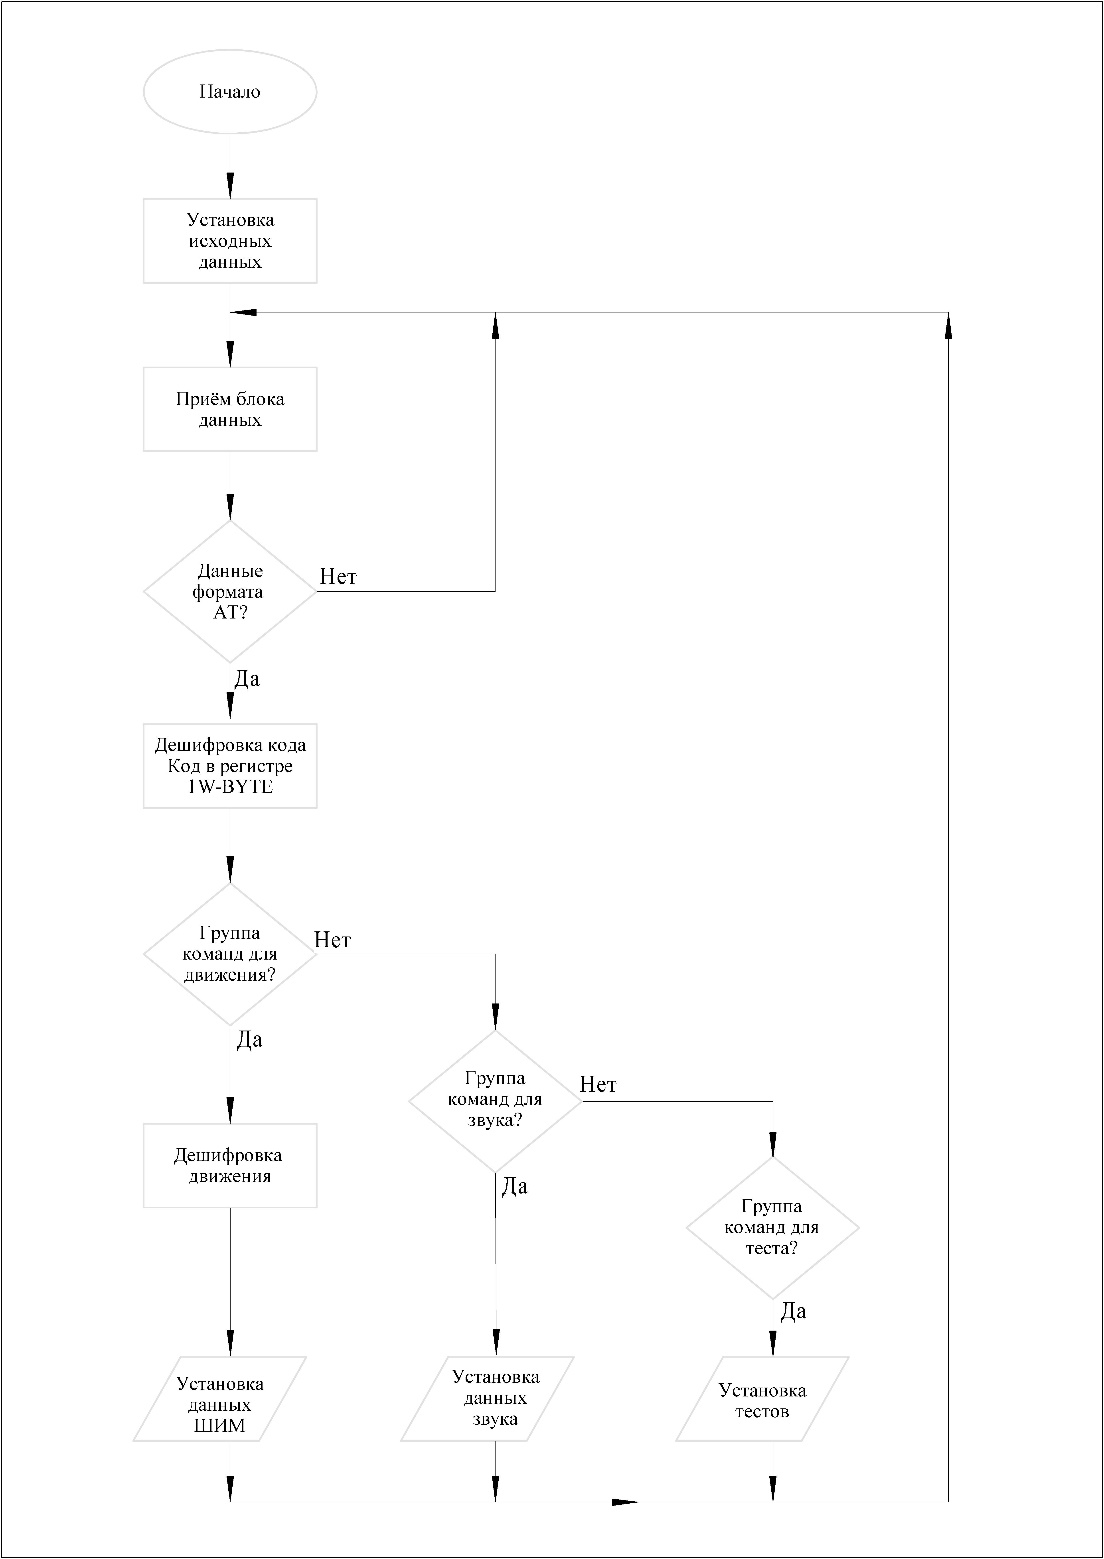 Начало
Установка
исходных
данных
Приём блока
данных
Данные
формата
АТ?
Нет
Да
Дешифровка кода
Код в регистре
1W-BYTE
Группа
команд для
движения?
Нет
Да
Группа
команд для
звука?
Нет
Да
Дешифровка
движения
Группа
команд для
теста?
Да
Установка
данных
ШИМ
Установка
данных
звука
Установка
тестов